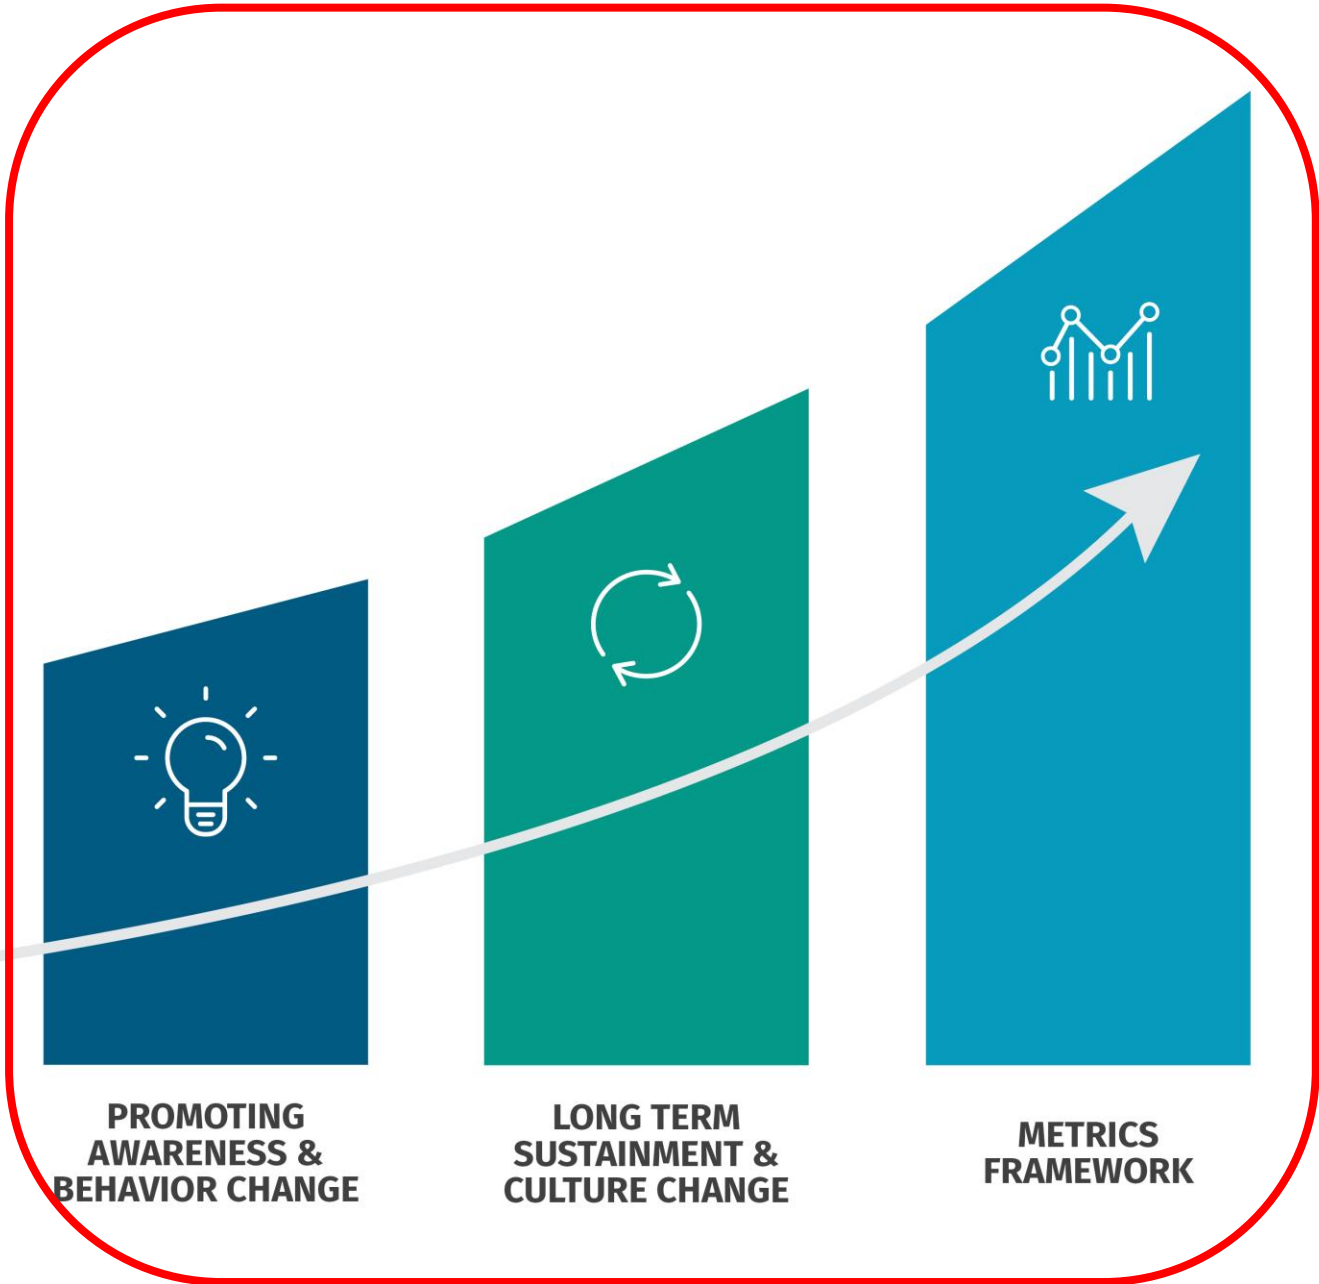 PROMOTING
AWARENESS &
BEHAVIOR CHANGE
LONG TERM
SUSTAINMENT &
CULTURE CHANGE
METRICS
FRAMEWORK